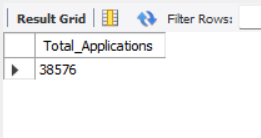 Result Grid Filter Rows:
Total_Applications
38576